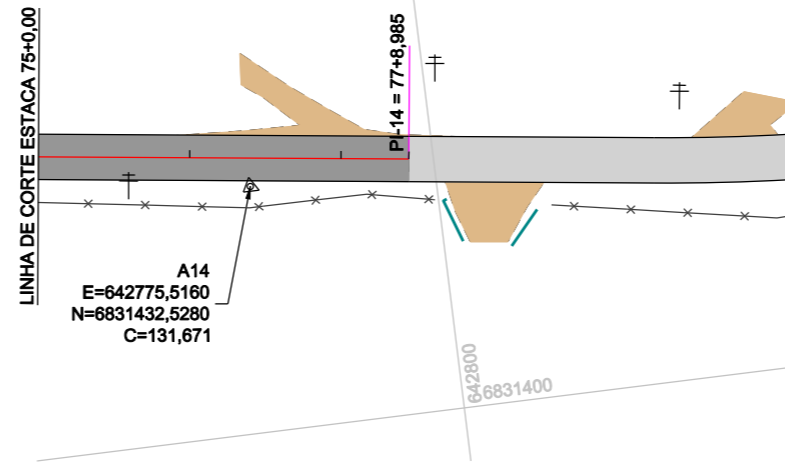 LINHA DE CORTE ESTACA 75+0,00
PI-14 = 77+8,985
A14
E=642775,5160
N=6831432,5280
C=131,671
642800
6831400